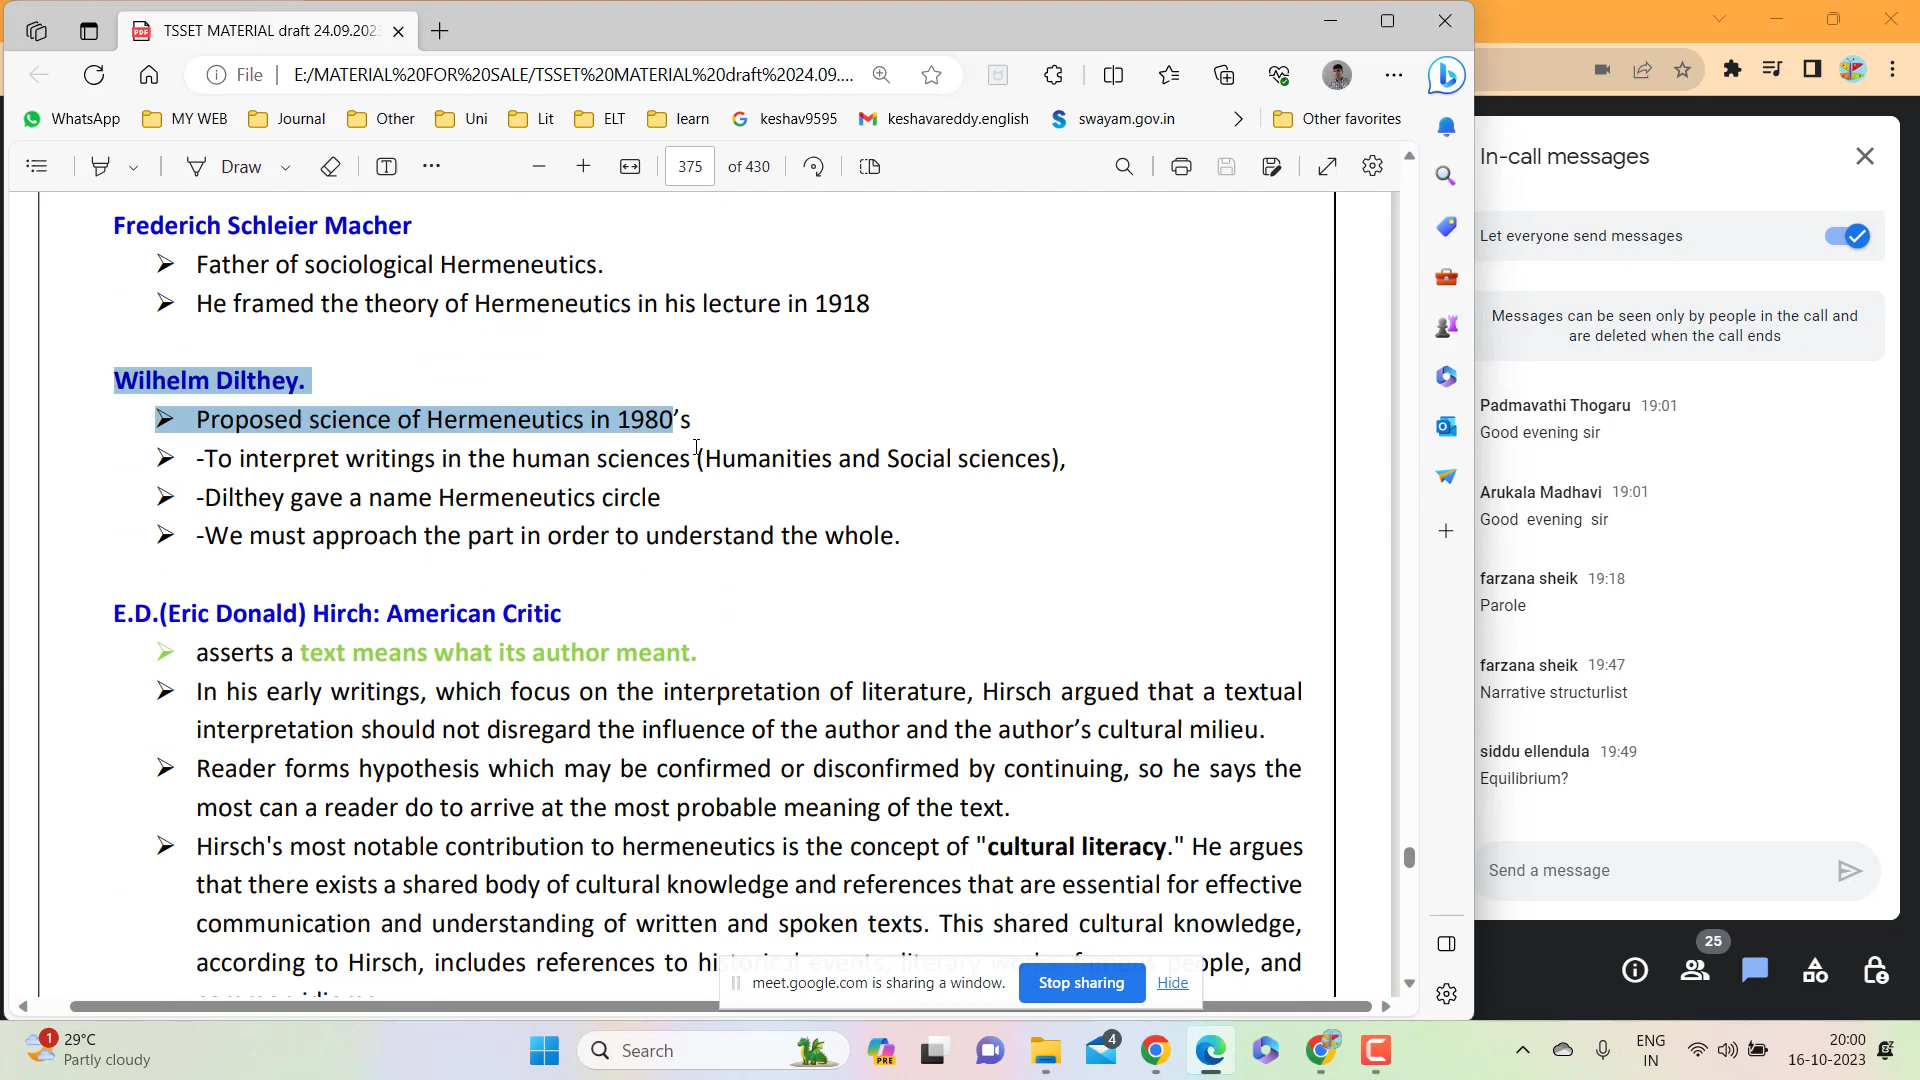 TSSET MATERIAL draft 24.09.202
File
E:/MATERIAL%20FOR%20SALE/TSSET%20MATERIAL%20draft%2024.09....
WhatsApp
MY WEB
Journal
Other
Uni
Lit
ELT
learn
keshav9595
keshavareddy.english
swayam.gov.in
Other favorites
Draw
375 of 430
Frederich Schleier Macher
➢ Father of sociological Hermeneutics.
➢ He framed the theory of Hermeneutics in his lecture in 1918
Wilhelm Dilthey.
➢ Proposed science of Hermeneutics in 1980’s
➢ -To interpret writings in the human sciences (Humanities and Social sciences),
➢ -Dilthey gave a name Hermeneutics circle
➢ -We must approach the part in order to understand the whole.
E.D.(Eric Donald) Hirch: American Critic
➢ asserts a text means what its author meant.
➢ In his early writings, which focus on the interpretation of literature, Hirsch argued that a textual
interpretation should not disregard the influence of the author and the author’s cultural milieu.
➢ Reader forms hypothesis which may be confirmed or disconfirmed by continuing, so he says the
most can a reader do to arrive at the most probable meaning of the text.
➢ Hirsch's most notable contribution to hermeneutics is the concept of "cultural literacy." He argues
that there exists a shared body of cultural knowledge and references that are essential for effective
communication and understanding of written and spoken texts. This shared cultural knowledge,
according to Hirsch, includes references to historical events, literary works, famous people, and
meet.google.com is sharing a window.
Stop sharing
Hide
In-call messages
Let everyone send messages
Messages can be seen only by people in the call and
are deleted when the call ends
Padmavathi Thogaru 19:01
Good evening sir
Arukala Madhavi 19:01
Good evening sir
farzana sheik 19:18
Parole
farzana sheik 19:47
Narrative structurlist
siddu ellendula 19:49
Equilibrium?
Send a message
25
1
29°C
Partly cloudy
Search
PRE
4
ENG
IN
20:00
16-10-2023